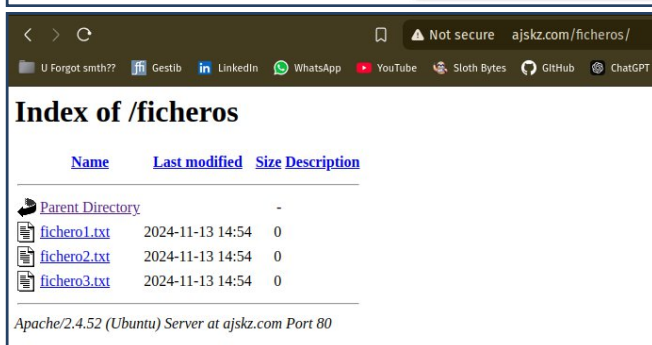 Not secure ajskz.com/ficheros/
U Forgot smth?? Gestib LinkedIn WhatsApp YouTube Sloth Bytes GItHub ChatGPT
Index of /ficheros
Name Last modified Size Description
Parent Directory -
fichero1.txt 2024-11-13 14:54 0
fichero2.txt 2024-11-13 14:54 0
fichero3.txt 2024-11-13 14:54 0
Apache/2.4.52 (Ubuntu) Server at ajskz.com Port 80